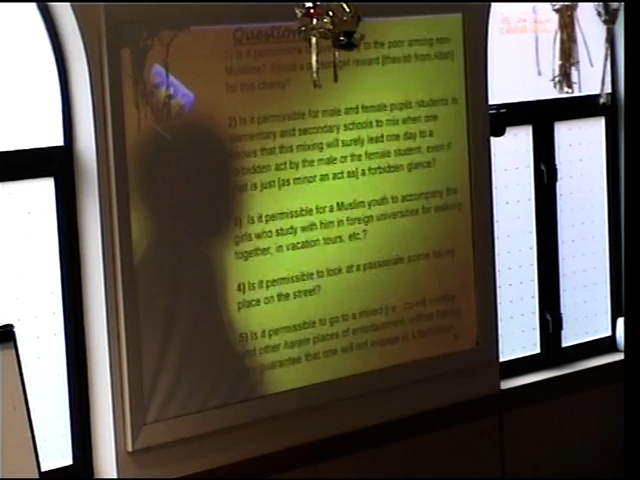 Question
to the poor among non-
Muslims? reward [thawab from Allah]
for this charity?
2) Is it permissible for male and female pupils /students in
elementary and secondary schools to mix when one
knows that this mixing will surely lead one day to a
forbidden act by the male or the female student, even if
it is just [as minor an act as] a forbidden glance?
Is it permissible for a Muslim youth to accompany the
girls who study with him in foreign universities for walking
together, in vacation tours, etc.?
4) Is it permissible to look at a passionate scene taking
place on the street?
5) Is it permissible to go to a mixed
and other haram places of entertainment without having
guarantee that one will not engage in a